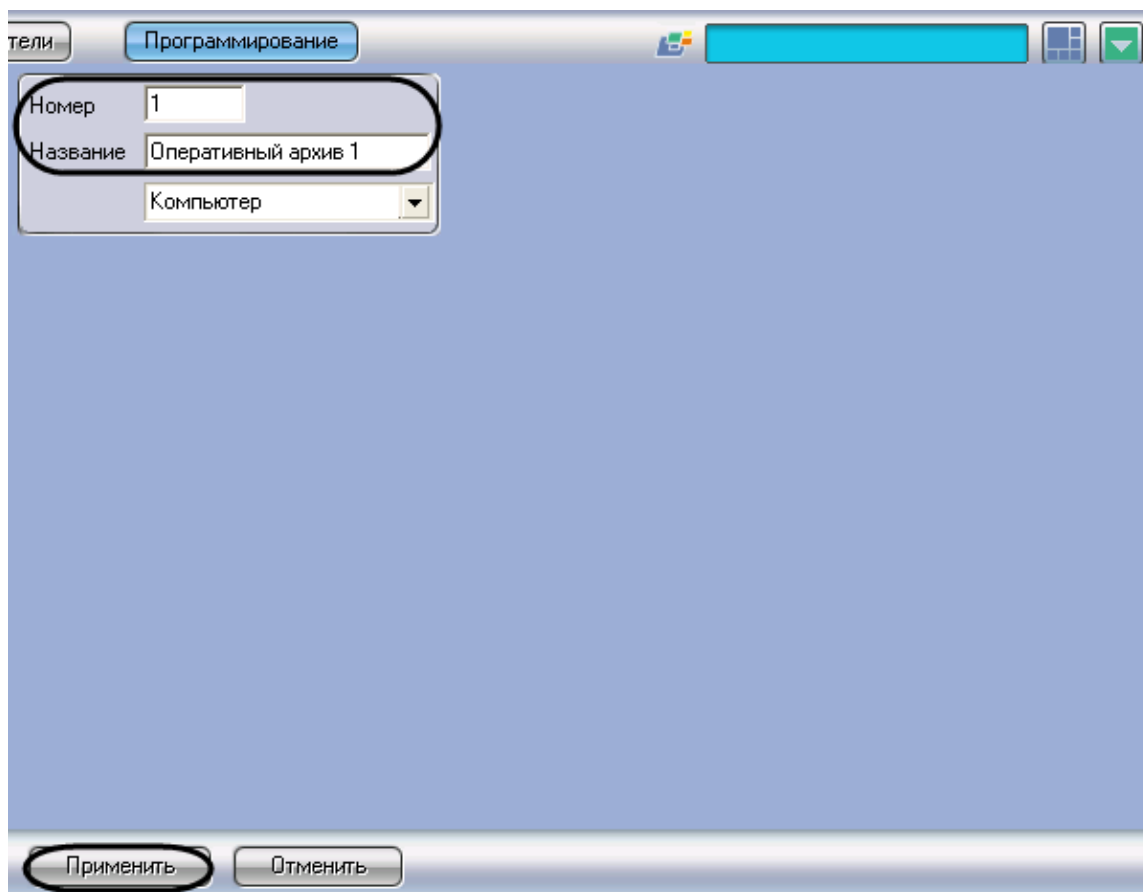 тели Программирование
Номер 1
Название Оперативный архив 1
Компьютер
Применить Отменить